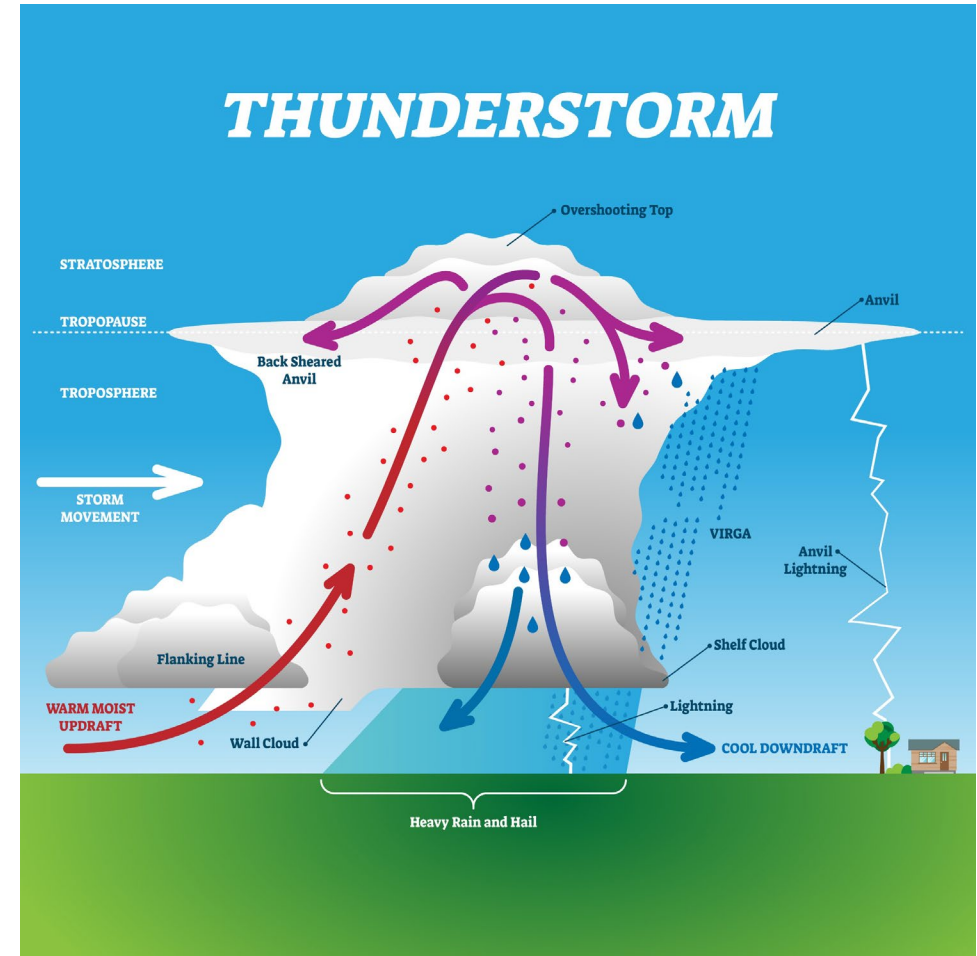 THUNDERSTORM
Overshooting Top
STRATOSPHERE
Anvil
TROPOPAUSE
Back Sheared
Anvil
TROPOSPHERE
STORM
MOVEMENT
VIRGA
Anvil
Lightning
Flanking Line
Shelf Cloud
WARM MOIST
UPDRAFT
Lightning
Wall Cloud
COOL DOWNDRAFT
Heavy Rain and Hail